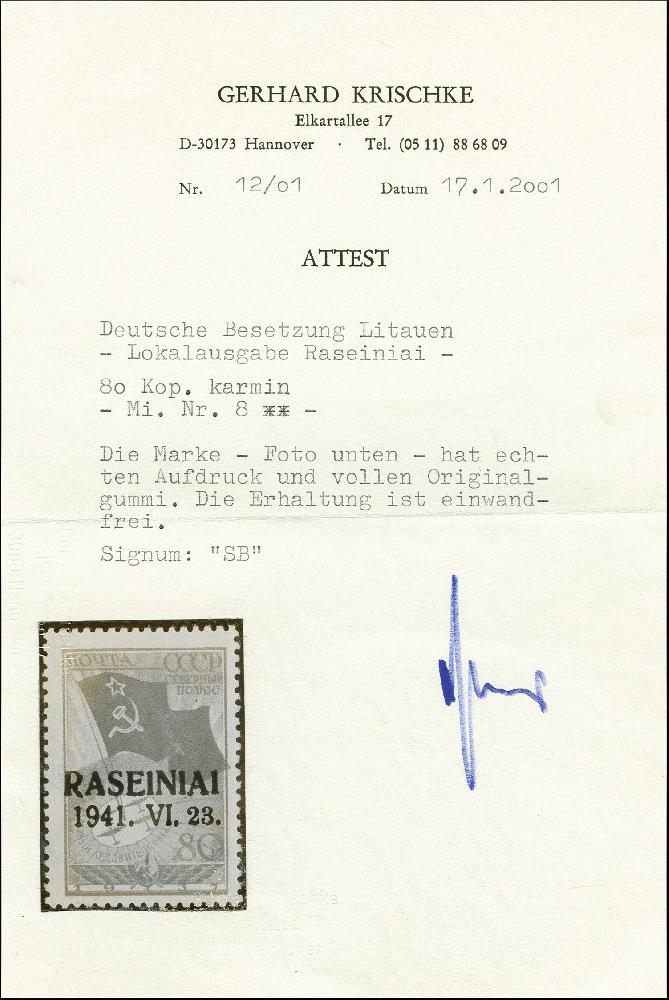 GERHARD KRISCHKE
Elkartallee 17
D-30173 Hannover · Tel. (05 11) 88 68 09
Nr. 12/01 Datum 17.1.2001
ATTEST
Deutsche Besetzung Litauen
- Lokalausgabe Raseiniai -
80 Kop. karmin
- Mi. Nr. 8 ** -
Die Marke - Foto unten - hat ech-
ten Aufdruck und vollen Original-
gummi. Die Erhaltung ist einwand-
frei.
Signum: "SB"
ПОЧТА СССР
СЕВЕРНЫЙ
ПОЛЮС
RASEINIAI
1941. VI. 23.
80